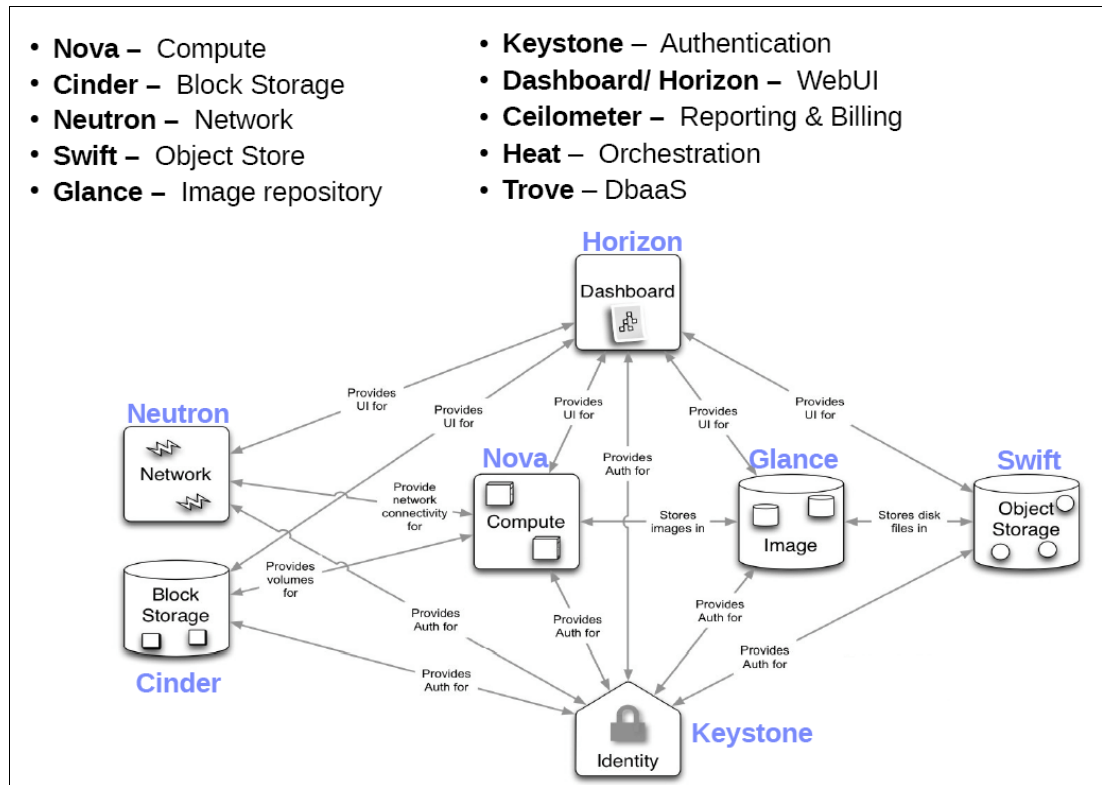 • Nova – Compute
• Cinder – Block Storage
• Neutron – Network
• Swift – Object Store
• Glance – Image repository
• Keystone – Authentication
• Dashboard/ Horizon – WebUI
• Ceilometer – Reporting & Billing
• Heat – Orchestration
• Trove – DbaaS
Horizon
Dashboard
Provides
UI for
Provides
UI for
Provides
UI for
Provides
UI for
Provides
UI for
Neutron
Network
Nova
Compute
Glance
Image
Swift
Object
Storage
Provides
Auth for
Provide
network
connectivity
for
Stores
images in
Stores disk
files in
Provides
volumes
for
Block
Storage
Cinder
Provides
Auth for
Provides
Auth for
Provides
Auth for
Provides
Auth for
Provides
Auth for
Keystone
Identity